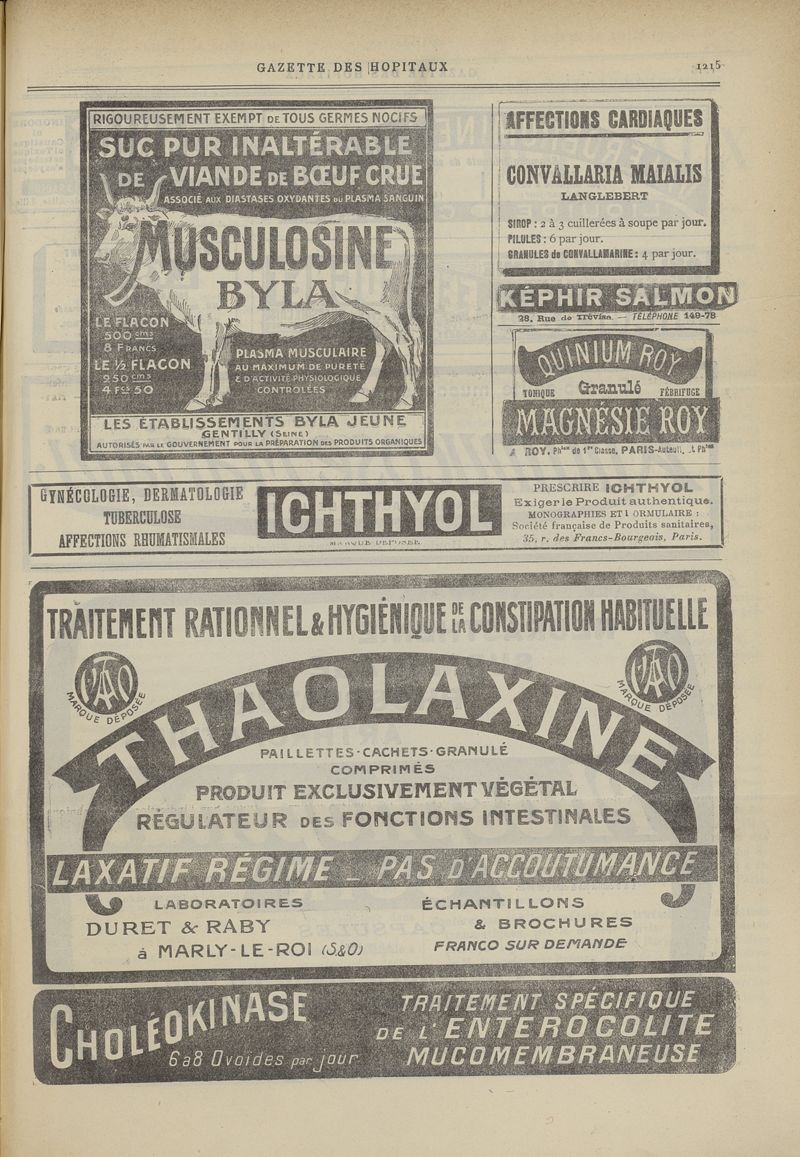 GAZETTE DES HOPITAUX 1215
RIGOUREUSEMENT EXEMPT DE TOUS GERMES NOCIFS
SUC PUR INALTÉRABLE
DE VIANDE DE BŒUF CRUE
ASSOCIÉ AUX DIASTASES OXYDANTES DU PLASMA SANGUIN
MUSCULOSINE
BYLA
LE FLACON
500 cm3
8 FRANCS
LE ½ FLACON
250 cm3
4 Fcs 50
PLASMA MUSCULAIRE
AU MAXIMUM DE PURETÉ
& D'ACTIVITÉ PHYSIOLOGIQUE
CONTROLÉES
LES ÉTABLISSEMENTS BYLA JEUNE
GENTILLY (SEINE)
AUTORISÉS PAR LE GOUVERNEMENT POUR LA PRÉPARATION DES PRODUITS ORGANIQUES
AFFECTIONS CARDIAQUES
CONVALLARIA MAIALIS
LANGLEBERT
SIROP : 2 à 3 cuillerées à soupe par jour.
PILULES : 6 par jour.
GRANULES de CONVALLAMARINE : 4 par jour.
KÉPHIR SALMON
28, Rue de Trévise. — TÉLÉPHONE 149-78
QUINIUM ROY
TONIQUE Granulé FÉBRIFUGE
MAGNÉSIE ROY
ROY, Phien de 1re Classe, PARIS-Auteuil,
GYNÉCOLOGIE, DERMATOLOGIE
TUBERCULOSE
AFFECTIONS RHUMATISMALES
ICHTHYOL
MARQUE DÉPOSÉE
PRESCRIRE ICHTHYOL
Exiger le Produit authentique.
MONOGRAPHIES ET ORMULAIRE :
Société française de Produits sanitaires,
35, r. des Francs-Bourgeois, Paris.
TRAITEMENT RATIONNEL & HYGIÉNIQUE DE LA CONSTIPATION HABITUELLE
MARQUE DÉPOSÉE
MARQUE DÉPOSÉE
THAOLAXINE
PAILLETTES-CACHETS-GRANULÉ
COMPRIMÉS
PRODUIT EXCLUSIVEMENT VÉGÉTAL
RÉGULATEUR DES FONCTIONS INTESTINALES
LAXATIF RÉGIME _ PAS D'ACCOUTUMANCE
LABORATOIRES
DURET & RABY
à MARLY-LE-ROI (S&O)
ÉCHANTILLONS
& BROCHURES
FRANCO SUR DEMANDE
CHOLÉOKINASE
6 à 8 Ovoïdes par jour
TRAITEMENT SPÉCIFIQUE
DE L'ENTEROCOLITE
MUCOMEMBRANEUSE